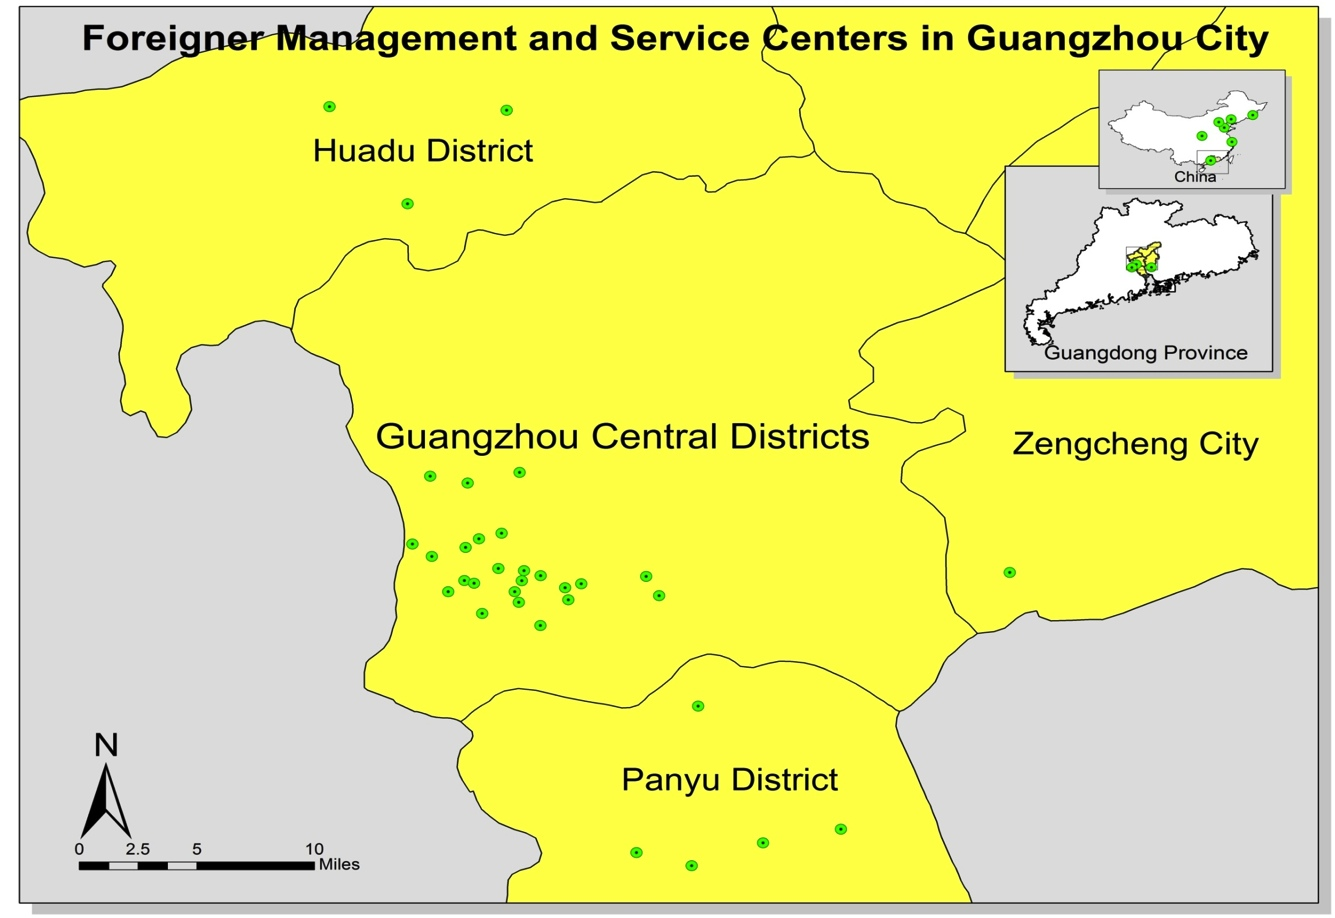 Foreigner Management and Service Centers in Guangzhou City
Huadu District
China
Guangdong Province
Guangzhou Central Districts
Zengcheng City
Panyu District
N
0 2.5 5 10
Miles